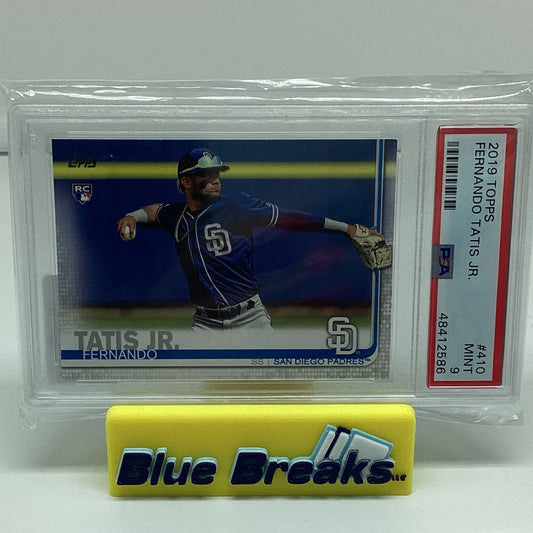 Topps
RC
SD
TATIS JR.
FERNANDO
SD
SS | SAN DIEGO PADRES™
2019 TOPPS
FERNANDO TATIS JR.
#410
MINT
9
PSA
48412586
Blue Breaks LLC